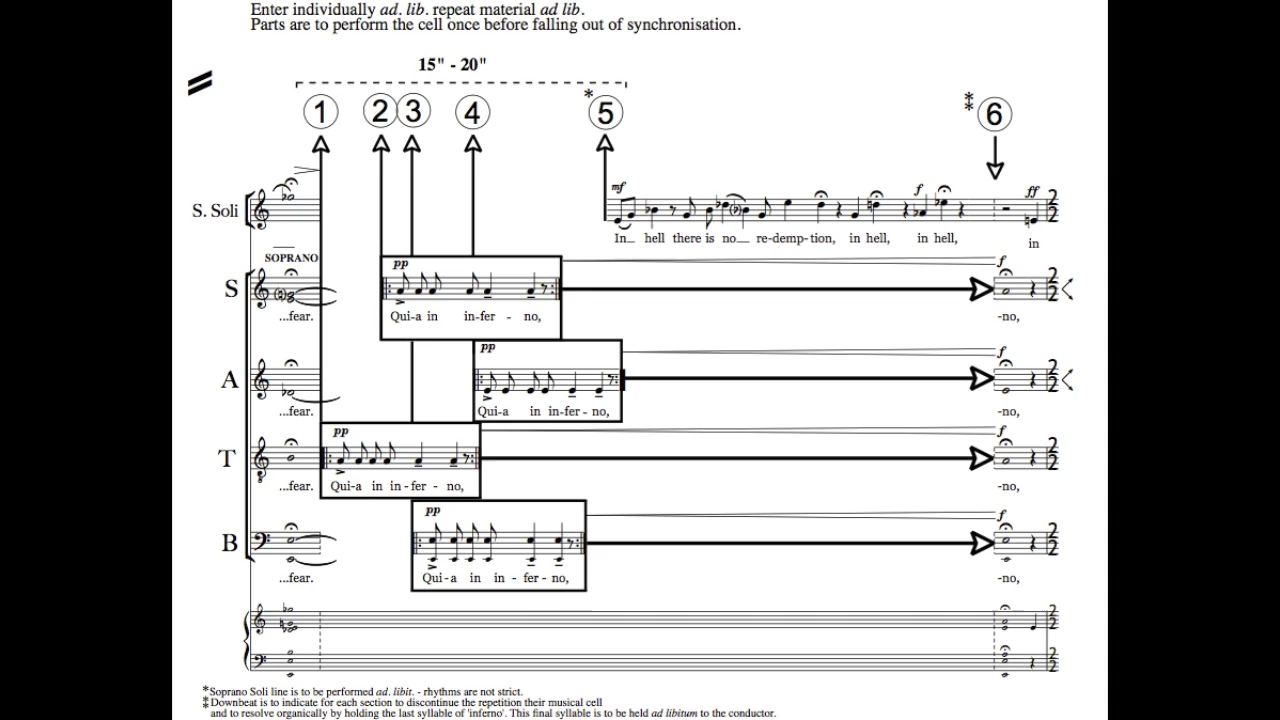 Enter individually ad. lib. repeat material ad lib.
Parts are to perform the cell once before falling out of synchronisation.
15" - 20"
1 2 3 4 * 5 ** 6
mf f ff
S. Soli
In_ hell there is no__ re-demp-tion, in hell, in hell, in
SOPRANO
pp f
S
...fear. Qui-a in in-fer - no, -no,
pp f
A
...fear. Qui-a in in-fer - no, -no,
pp f
T
...fear. Qui-a in in-fer - no, -no,
pp f
B
...fear. Qui-a in in - fer - no, -no,
*Soprano Soli line is to be performed ad. libit. - rhythms are not strict.
**Downbeat is to indicate for each section to discontinue the repetition their musical cell
and to resolve organically by holding the last syllable of 'inferno'. This final syllable is to be held ad libitum to the conductor.